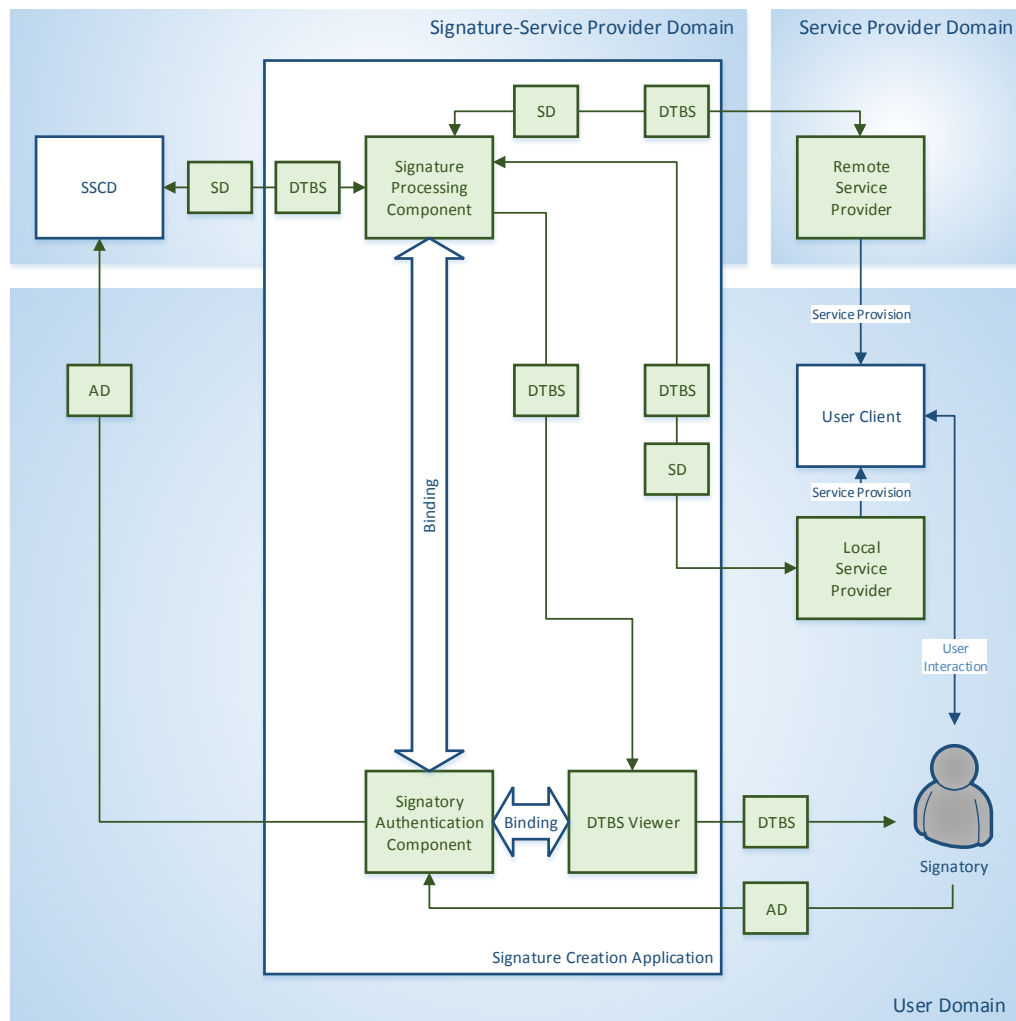 Signature-Service Provider Domain
Service Provider Domain
SD
DTBS
SSCD
SD
DTBS
Signature
Processing
Component
Remote
Service
Provider
Service Provision
AD
DTBS
DTBS
User Client
SD
Service Provision
Binding
Local
Service
Provider
User
Interaction
Signatory
Authentication
Component
Binding
DTBS Viewer
DTBS
Signatory
AD
Signature Creation Application
User Domain